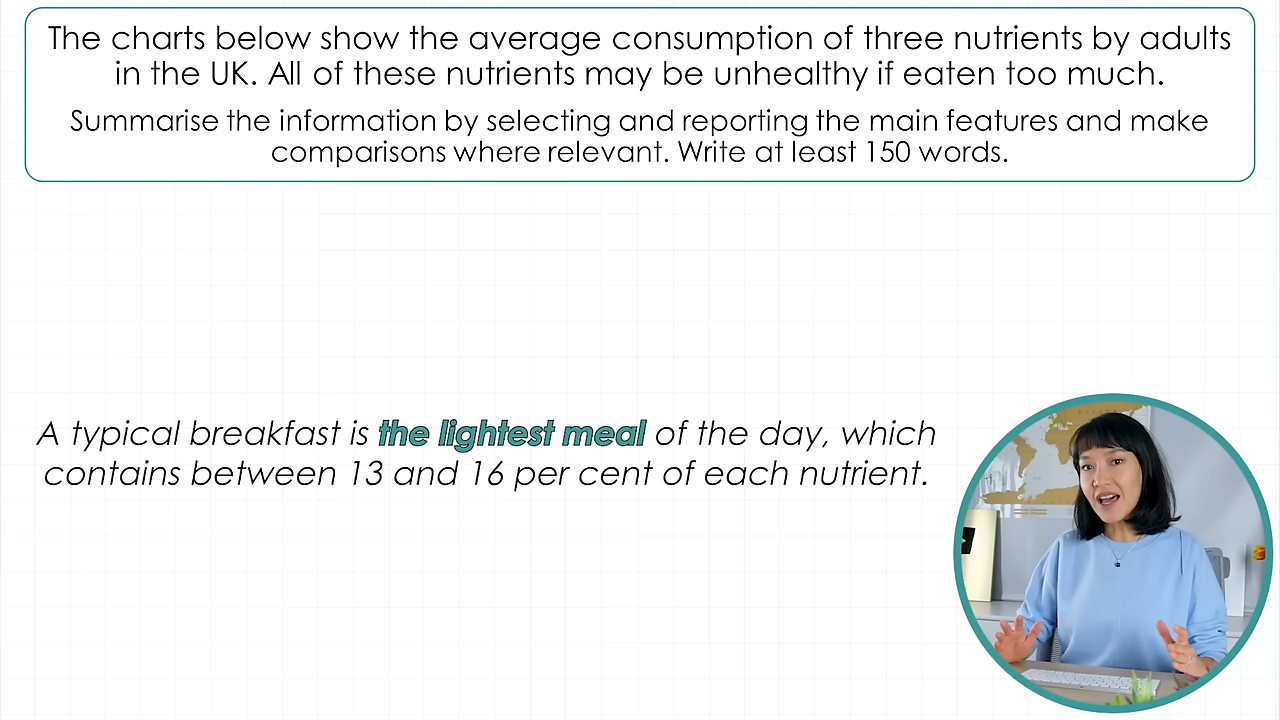 The charts below show the average consumption of three nutrients by adults
in the UK. All of these nutrients may be unhealthy if eaten too much.
Summarise the information by selecting and reporting the main features and make
comparisons where relevant. Write at least 150 words.
A typical breakfast is the lightest meal of the day, which
contains between 13 and 16 per cent of each nutrient.